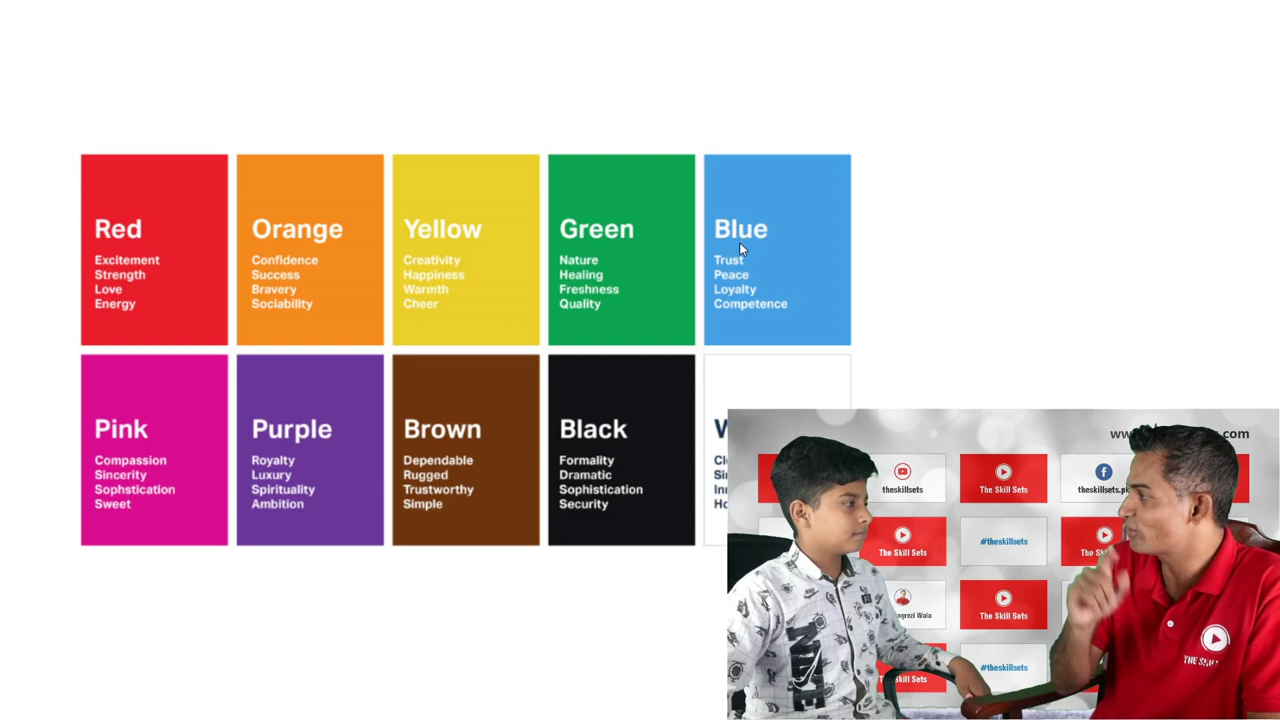 Red
Excitement
Strength
Love
Energy
Orange
Confidence
Success
Bravery
Sociability
Yellow
Creativity
Happiness
Warmth
Cheer
Green
Nature
Healing
Freshness
Quality
Blue
Trust
Peace
Loyalty
Competence
Pink
Compassion
Sincerity
Sophstication
Sweet
Purple
Royalty
Luxury
Spirituality
Ambition
Brown
Dependable
Rugged
Trustworthy
Simple
Black
Formality
Dramatic
Sophistication
Security
theskillsets
The Skill Sets
theskillsets.pk
The Skill Sets
#theskillsets
The Skill Sets
#theskillsets
The Skill Sets